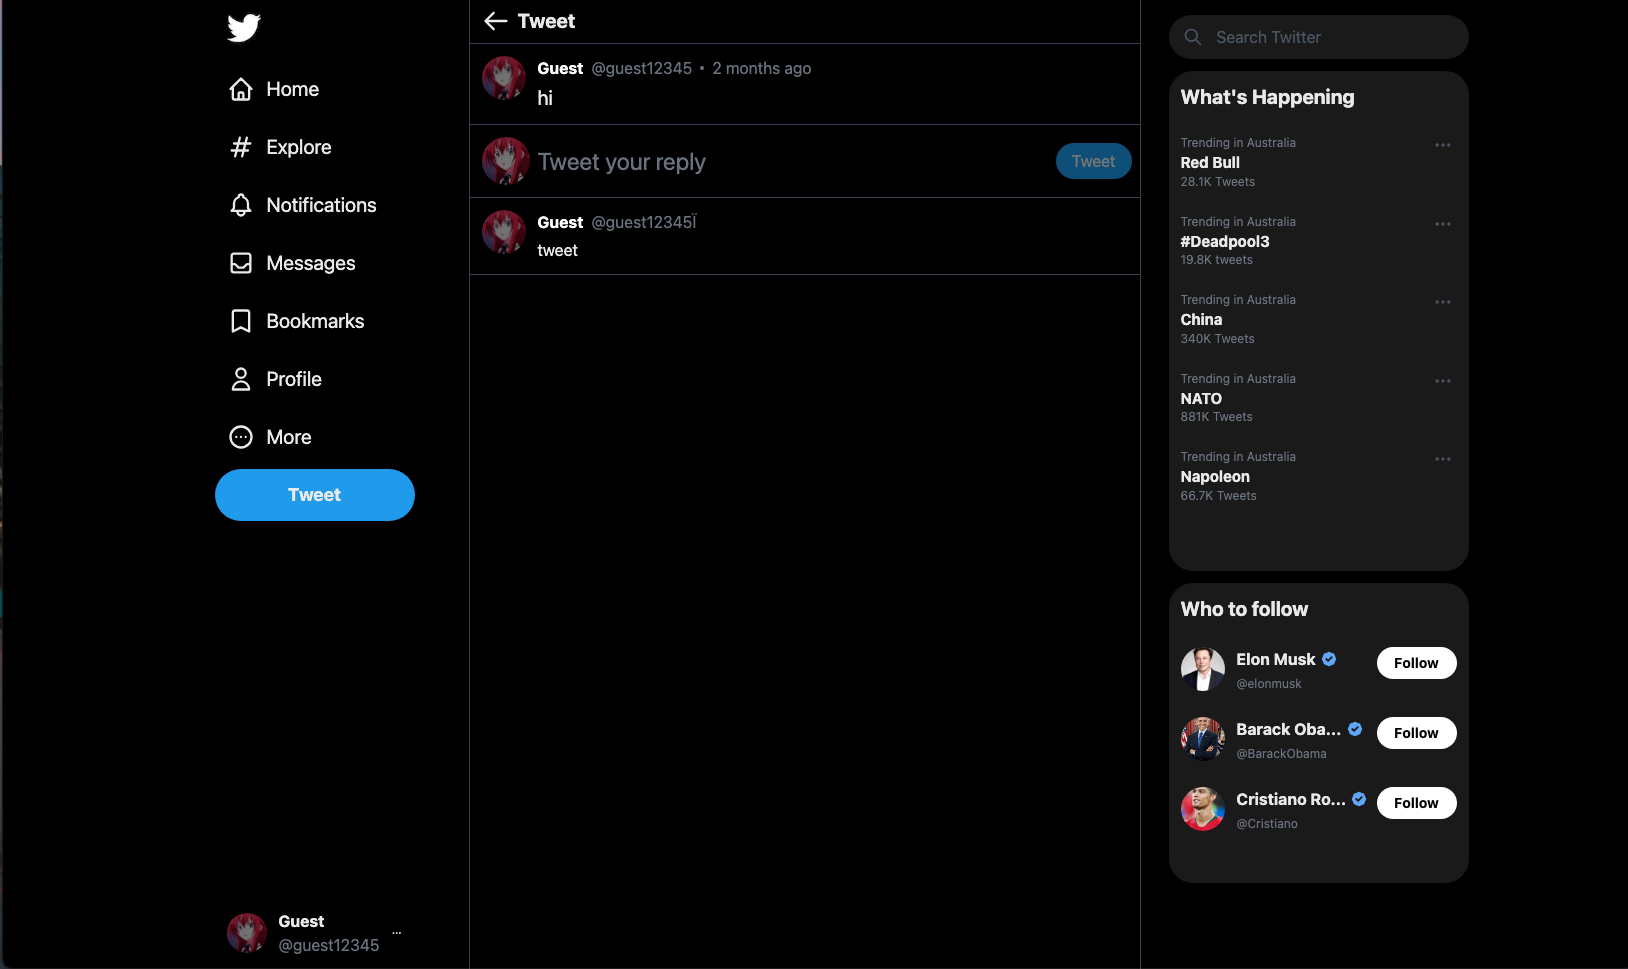 Home
Explore
Notifications
Messages
Bookmarks
Profile
More
Tweet
Guest
@guest12345
...
Tweet
Guest @guest12345 • 2 months ago
hi
Tweet your reply Tweet
Guest @guest12345Ï
tweet
Search Twitter
What's Happening
Trending in Australia
Red Bull
28.1K Tweets
Trending in Australia
#Deadpool3
19.8K tweets
Trending in Australia
China
340K Tweets
Trending in Australia
NATO
881K Tweets
Trending in Australia
Napoleon
66.7K Tweets
Who to follow
Elon Musk Follow
@elonmusk
Barack Oba... Follow
@BarackObama
Cristiano Ro... Follow
@Cristiano